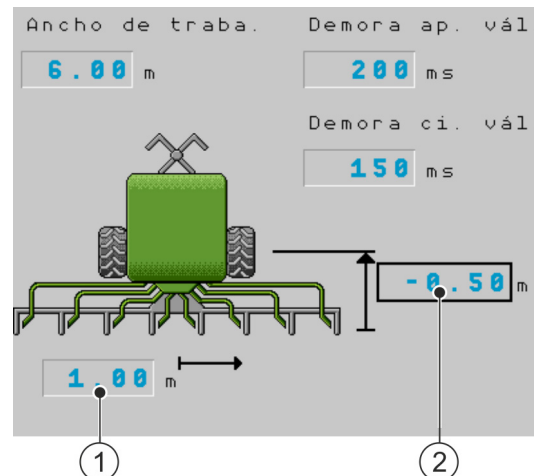 Ancho de traba.
6.00 m
Demora ap. vál
200 ms
Demora ci. vál
150 ms
-0.50 m
1.00 m
1
2